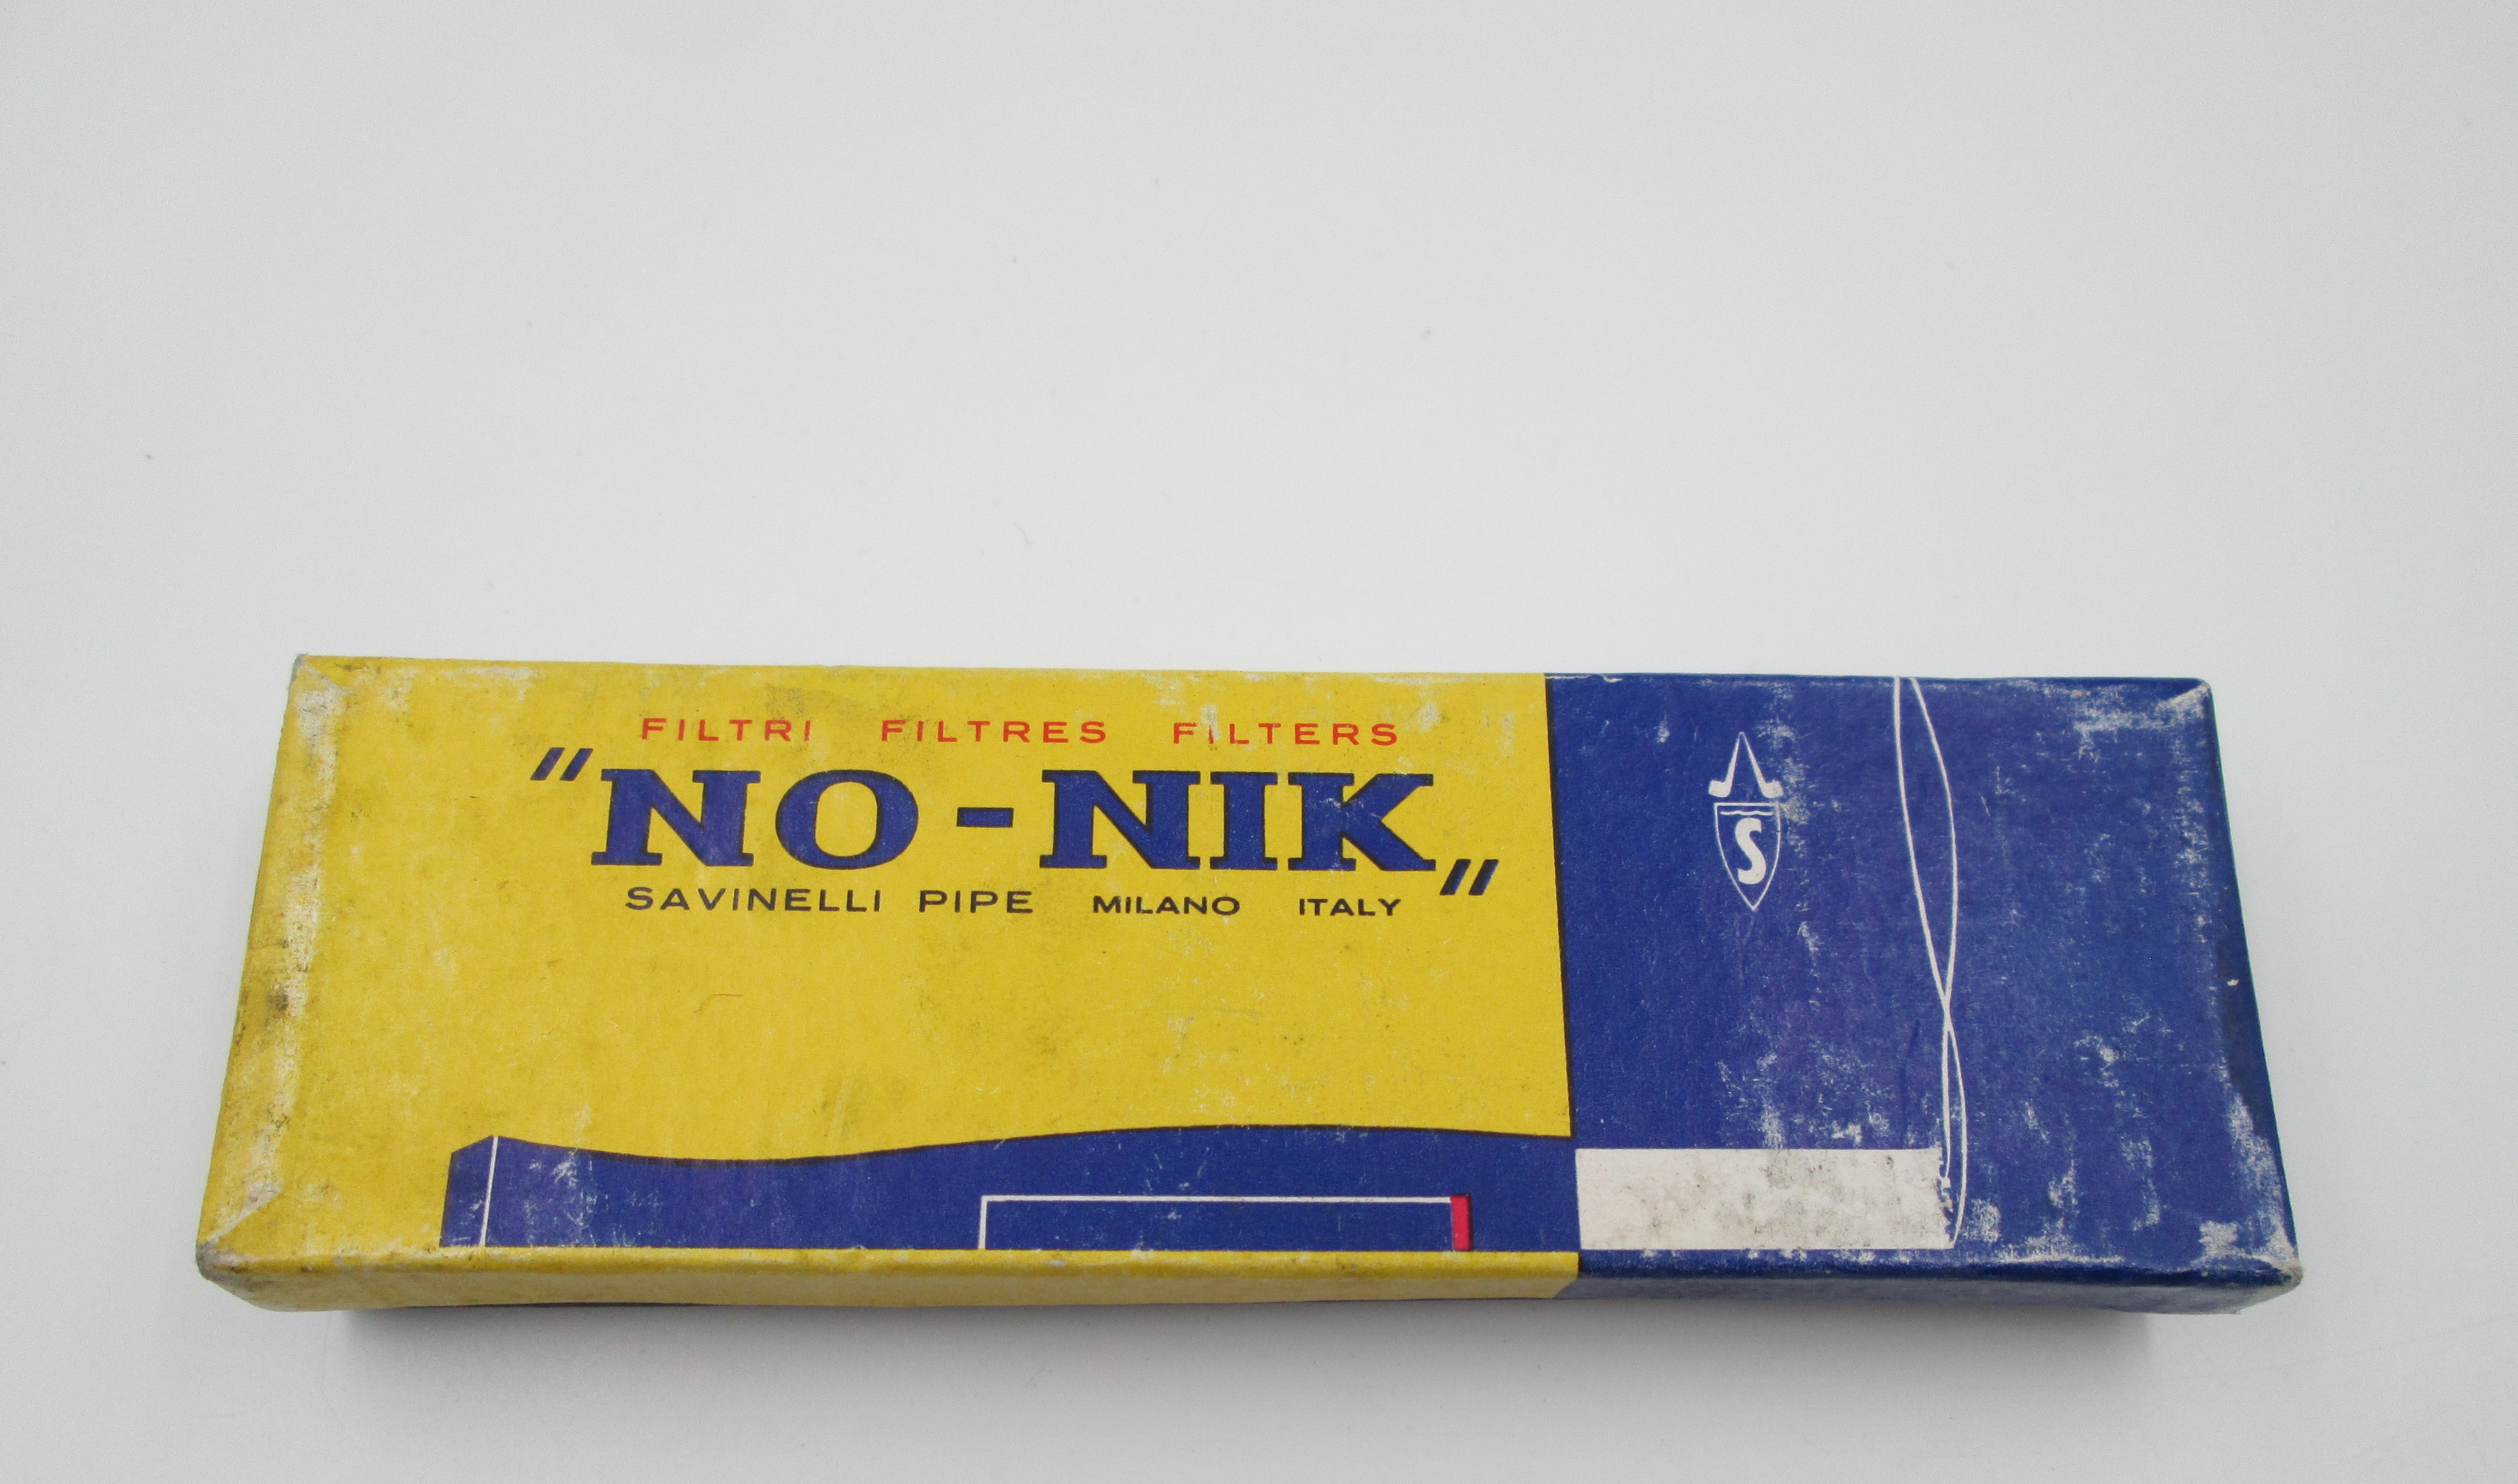 FILTRI FILTRES FILTERS
"NO-NIK"
SAVINELLI PIPE MILANO ITALY
S